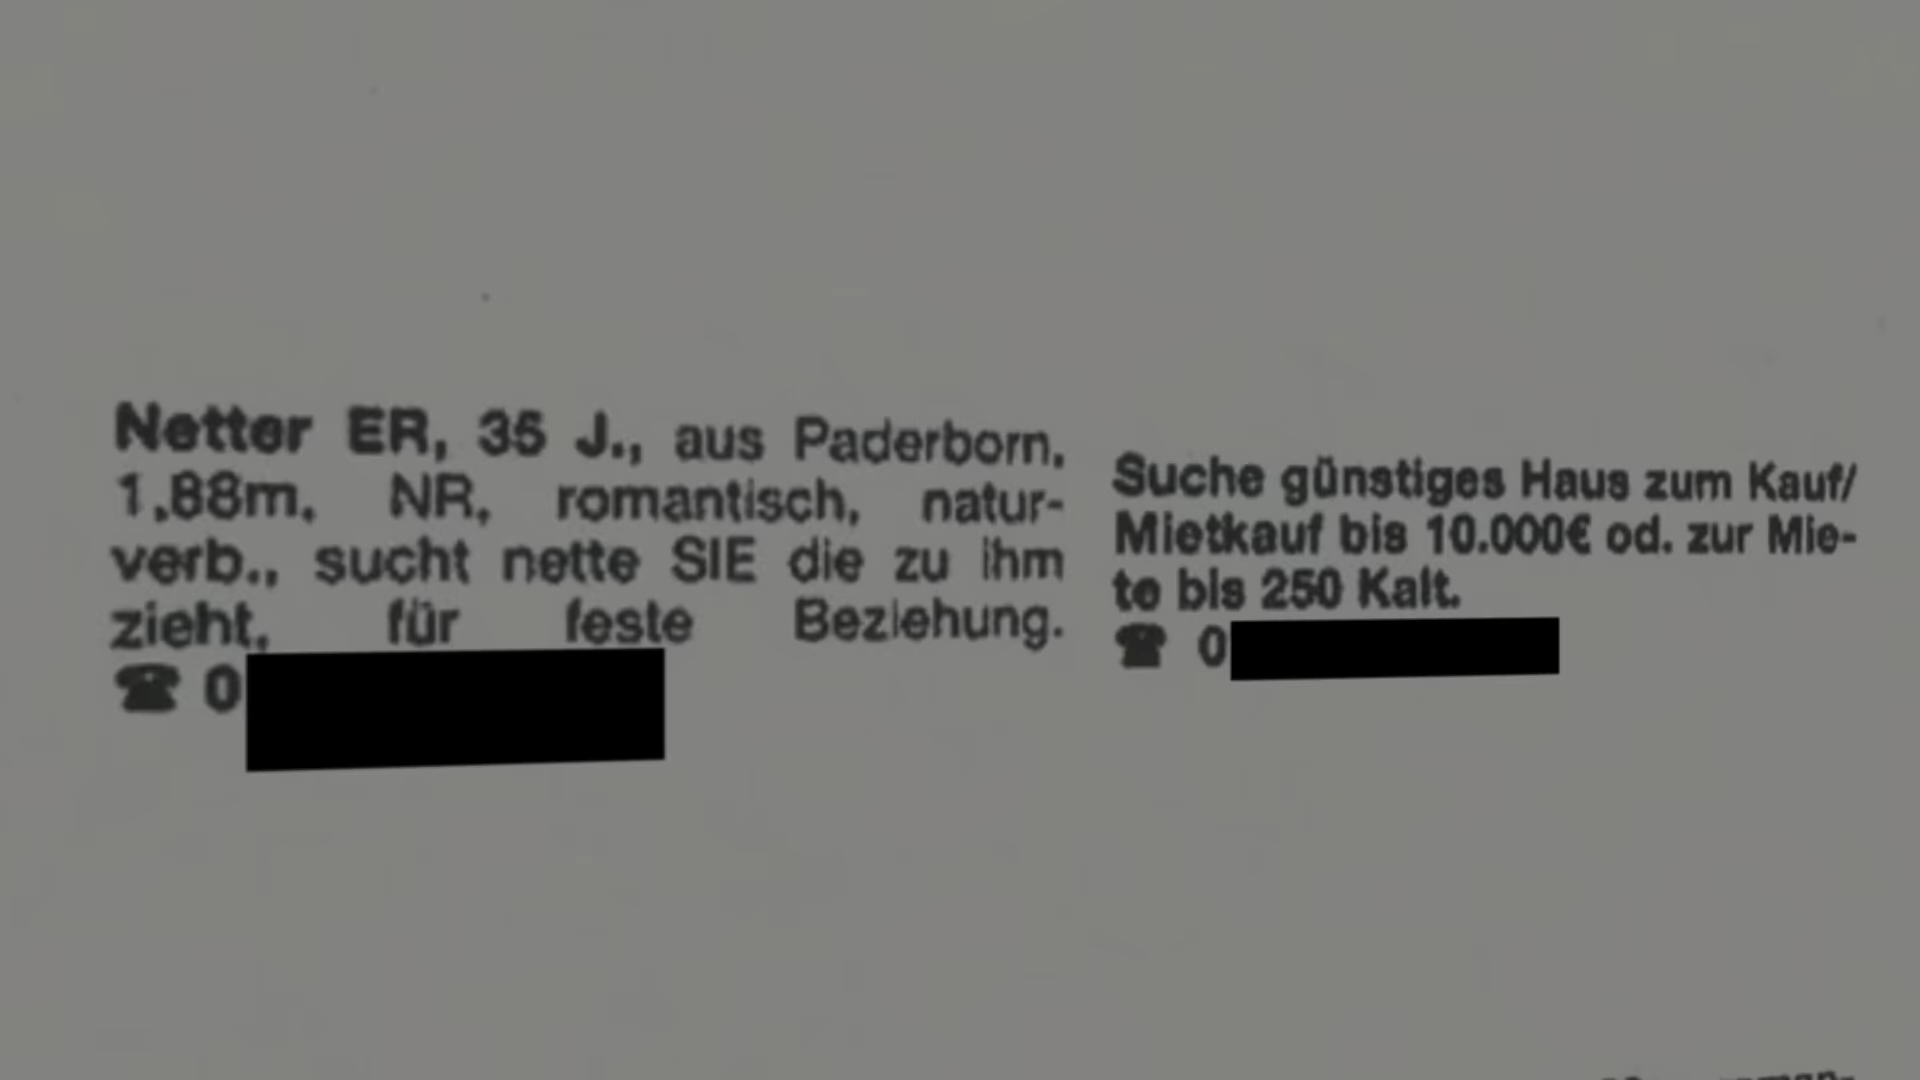 Netter ER, 35 J., aus Paderborn,
1,88m, NR, romantisch, natur-
verb., sucht nette SIE die zu ihm
zieht, für feste Beziehung.
☎ 0
Suche günstiges Haus zum Kauf/
Mietkauf bis 10.000€ od. zur Mie-
te bis 250 Kalt.
☎ 0